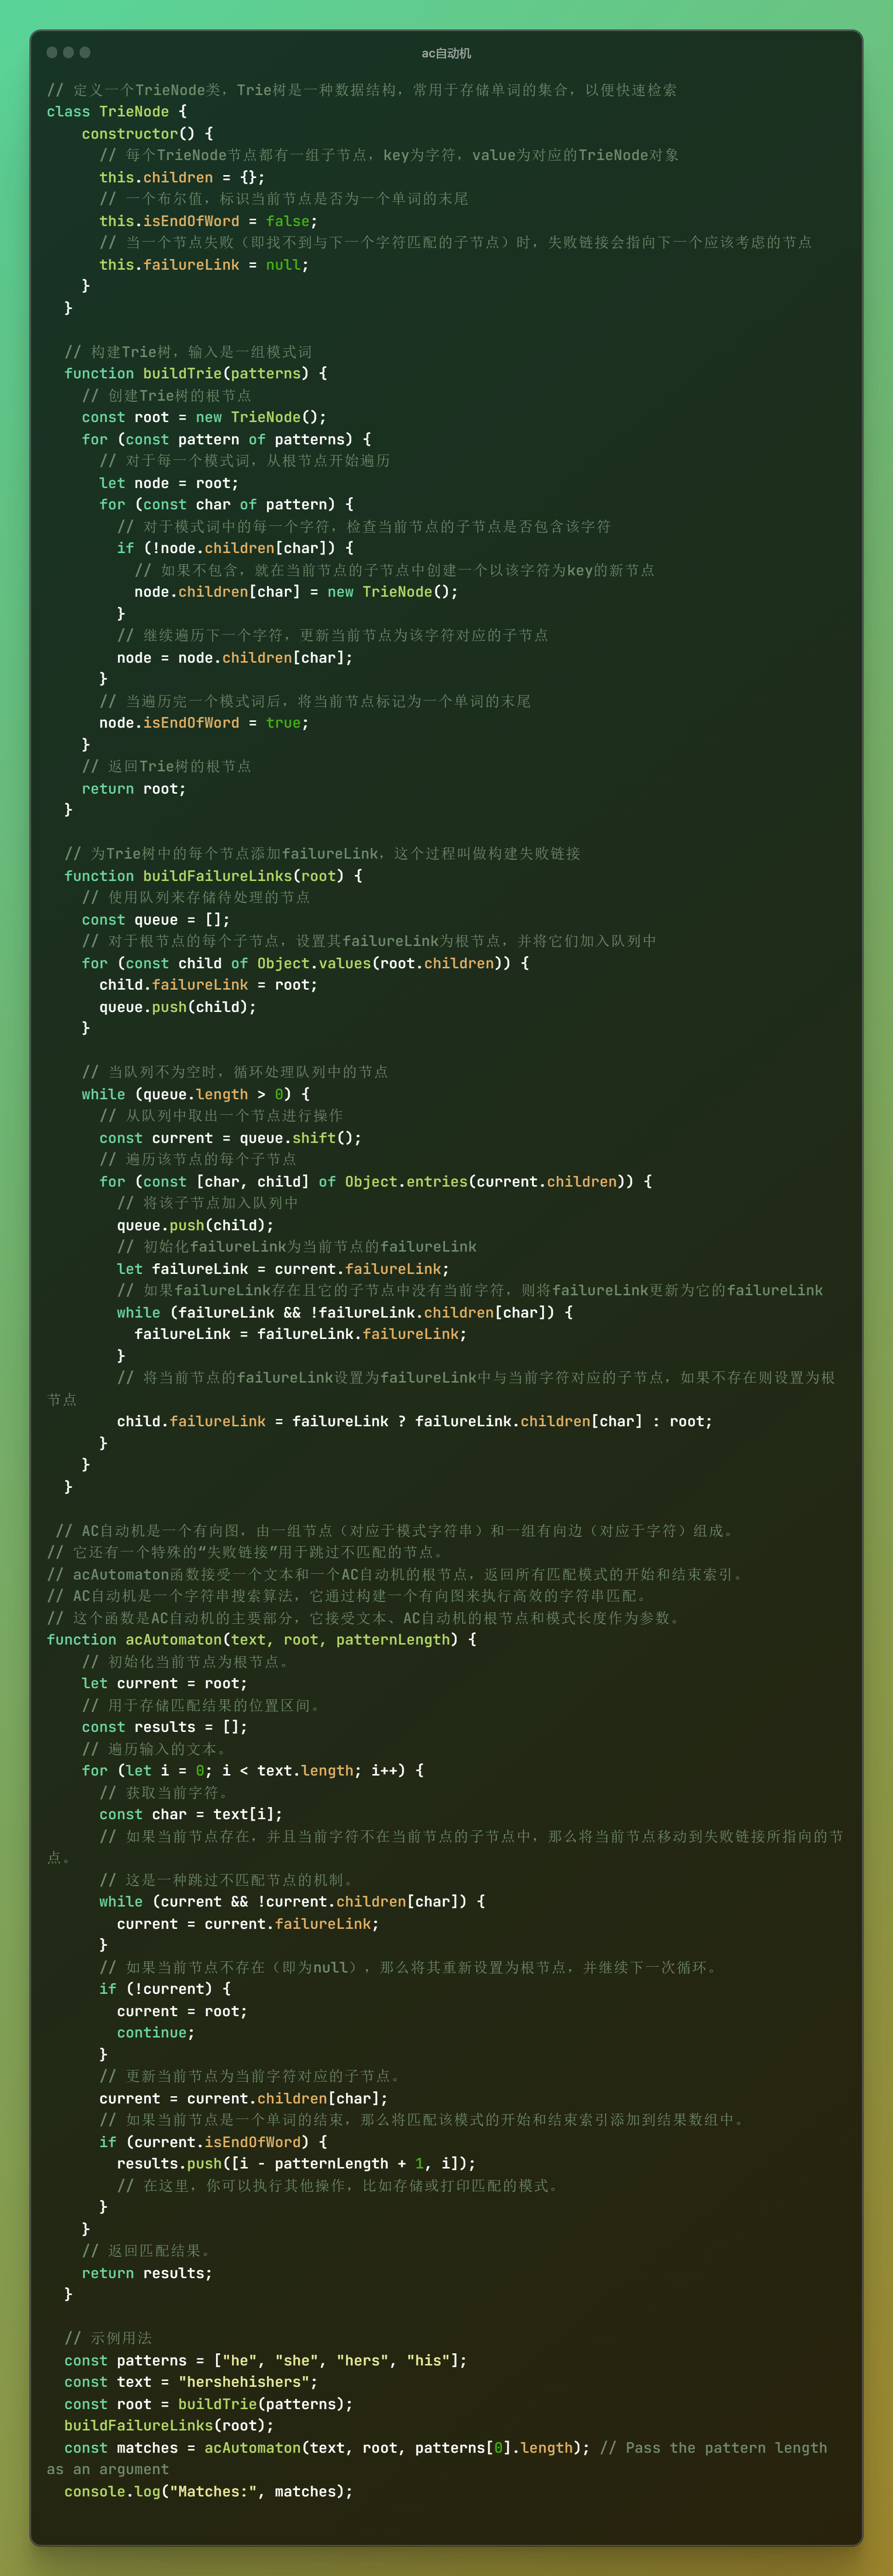 ac自动机
// 定义一个TrieNode类，Trie树是一种数据结构，常用于存储单词的集合，以便快速检索
class TrieNode {
    constructor() {
      // 每个TrieNode节点都有一组子节点，key为字符，value为对应的TrieNode对象
      this.children = {};
      // 一个布尔值，标识当前节点是否为一个单词的末尾
      this.isEndOfWord = false;
      // 当一个节点失败（即找不到与下一个字符匹配的子节点）时，失败链接会指向下一个应该考虑的节点
      this.failureLink = null;
    }
  }

  // 构建Trie树，输入是一组模式词
  function buildTrie(patterns) {
    // 创建Trie树的根节点
    const root = new TrieNode();
    for (const pattern of patterns) {
      // 对于每一个模式词，从根节点开始遍历
      let node = root;
      for (const char of pattern) {
        // 对于模式词中的每一个字符，检查当前节点的子节点是否包含该字符
        if (!node.children[char]) {
          // 如果不包含，就在当前节点的子节点中创建一个以该字符为key的新节点
          node.children[char] = new TrieNode();
        }
        // 继续遍历下一个字符，更新当前节点为该字符对应的子节点
        node = node.children[char];
      }
      // 当遍历完一个模式词后，将当前节点标记为一个单词的末尾
      node.isEndOfWord = true;
    }
    // 返回Trie树的根节点
    return root;
  }

  // 为Trie树中的每个节点添加failureLink，这个过程叫做构建失败链接
  function buildFailureLinks(root) {
    // 使用队列来存储待处理的节点
    const queue = [];
    // 对于根节点的每个子节点，设置其failureLink为根节点，并将它们加入队列中
    for (const child of Object.values(root.children)) {
      child.failureLink = root;
      queue.push(child);
    }

    // 当队列不为空时，循环处理队列中的节点
    while (queue.length > 0) {
      // 从队列中取出一个节点进行操作
      const current = queue.shift();
      // 遍历该节点的每个子节点
      for (const [char, child] of Object.entries(current.children)) {
        // 将该子节点加入队列中
        queue.push(child);
        // 初始化failureLink为当前节点的failureLink
        let failureLink = current.failureLink;
        // 如果failureLink存在且它的子节点中没有当前字符，则将failureLink更新为它的failureLink
        while (failureLink && !failureLink.children[char]) {
          failureLink = failureLink.failureLink;
        }
        // 将当前节点的failureLink设置为failureLink中与当前字符对应的子节点，如果不存在则设置为根
节点
        child.failureLink = failureLink ? failureLink.children[char] : root;
      }
    }
  }

 // AC自动机是一个有向图，由一组节点（对应于模式字符串）和一组有向边（对应于字符）组成。
// 它还有一个特殊的“失败链接”用于跳过不匹配的节点。
// acAutomaton函数接受一个文本和一个AC自动机的根节点，返回所有匹配模式的开始和结束索引。
// AC自动机是一个字符串搜索算法，它通过构建一个有向图来执行高效的字符串匹配。
// 这个函数是AC自动机的主要部分，它接受文本、AC自动机的根节点和模式长度作为参数。
function acAutomaton(text, root, patternLength) {
    // 初始化当前节点为根节点。
    let current = root;
    // 用于存储匹配结果的位置区间。
    const results = [];
    // 遍历输入的文本。
    for (let i = 0; i < text.length; i++) {
      // 获取当前字符。
      const char = text[i];
      // 如果当前节点存在，并且当前字符不在当前节点的子节点中，那么将当前节点移动到失败链接所指向的节
点。
      // 这是一种跳过不匹配节点的机制。
      while (current && !current.children[char]) {
        current = current.failureLink;
      }
      // 如果当前节点不存在（即为null），那么将其重新设置为根节点，并继续下一次循环。
      if (!current) {
        current = root;
        continue;
      }
      // 更新当前节点为当前字符对应的子节点。
      current = current.children[char];
      // 如果当前节点是一个单词的结束，那么将匹配该模式的开始和结束索引添加到结果数组中。
      if (current.isEndOfWord) {
        results.push([i - patternLength + 1, i]);
        // 在这里，你可以执行其他操作，比如存储或打印匹配的模式。
      }
    }
    // 返回匹配结果。
    return results;
  }

  // 示例用法
  const patterns = ["he", "she", "hers", "his"];
  const text = "hershehishers";
  const root = buildTrie(patterns);
  buildFailureLinks(root);
  const matches = acAutomaton(text, root, patterns[0].length); // Pass the pattern length
as an argument
  console.log("Matches:", matches);